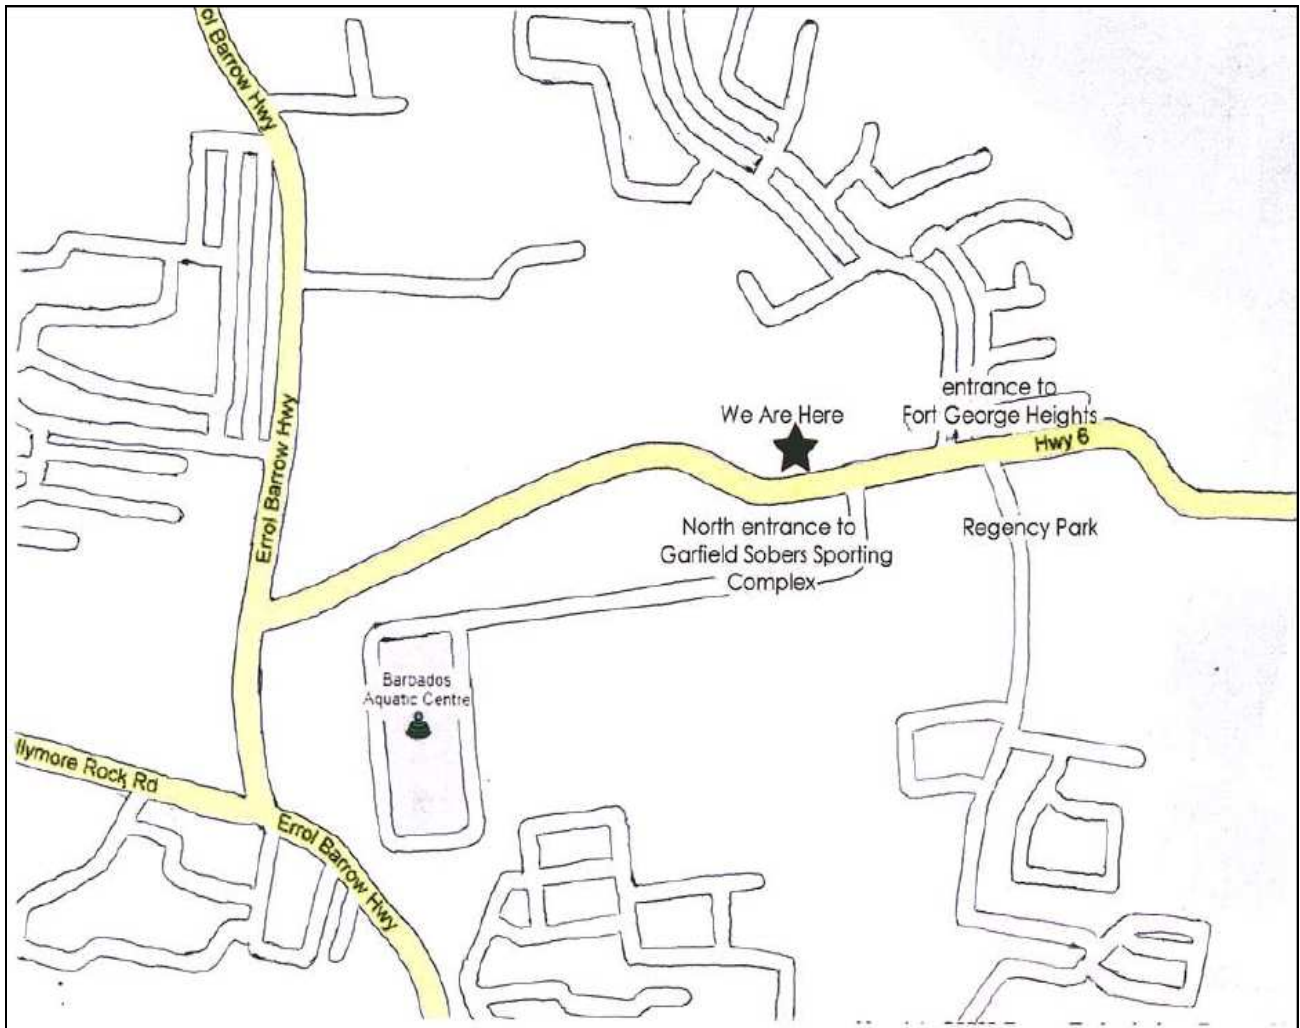 ol Barrow Hwy
Errol Barrow Hwy
We Are Here
entrance to
Fort George Heights
Hwy 6
North entrance to
Garfield Sobers Sporting
Complex
Regency Park
Barbados
Aquatic Centre
llymore Rock Rd
Errol Barrow Hwy